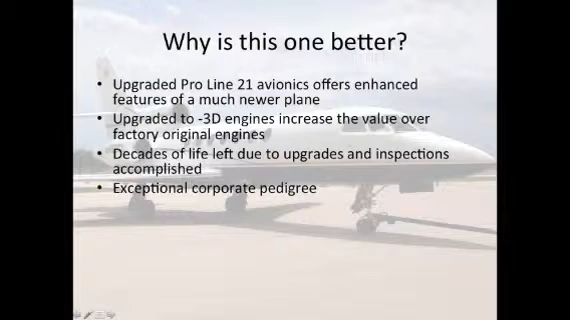 Why is this one better?
• Upgraded Pro Line 21 avionics offers enhanced
features of a much newer plane
• Upgraded to -3D engines increase the value over
factory original engines
• Decades of life left due to upgrades and inspections
accomplished
• Exceptional corporate pedigree